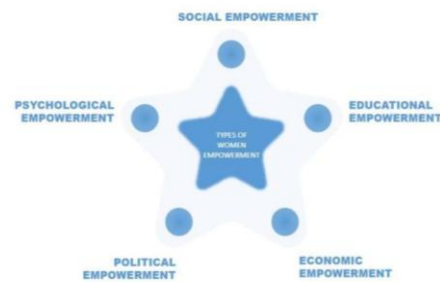 SOCIAL EMPOWERMENT
PSYCHOLOGICAL
EMPOWERMENT
EDUCATIONAL
EMPOWERMENT
TYPES OF
WOMEN
EMPOWERMENT
POLITICAL
EMPOWERMENT
ECONOMIC
EMPOWERMENT